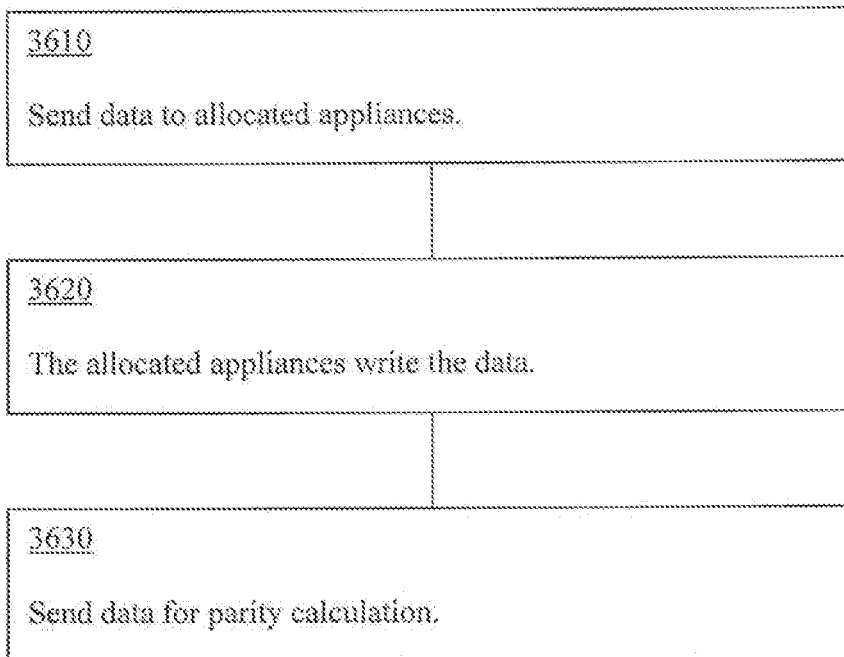 3610
Send data to allocated appliances.
3620
The allocated appliances write the data.
3630
Send data for parity calculation.